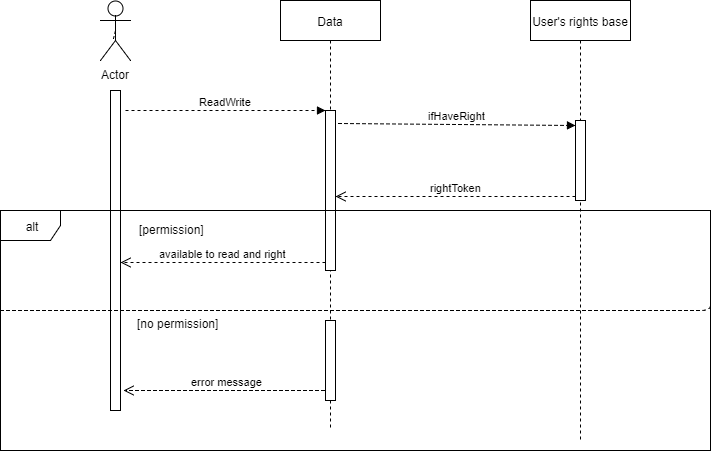 Data
User's rights base
Actor
ReadWrite
ifHaveRight
rightToken
alt
[permission]
available to read and right
[no permission]
error message